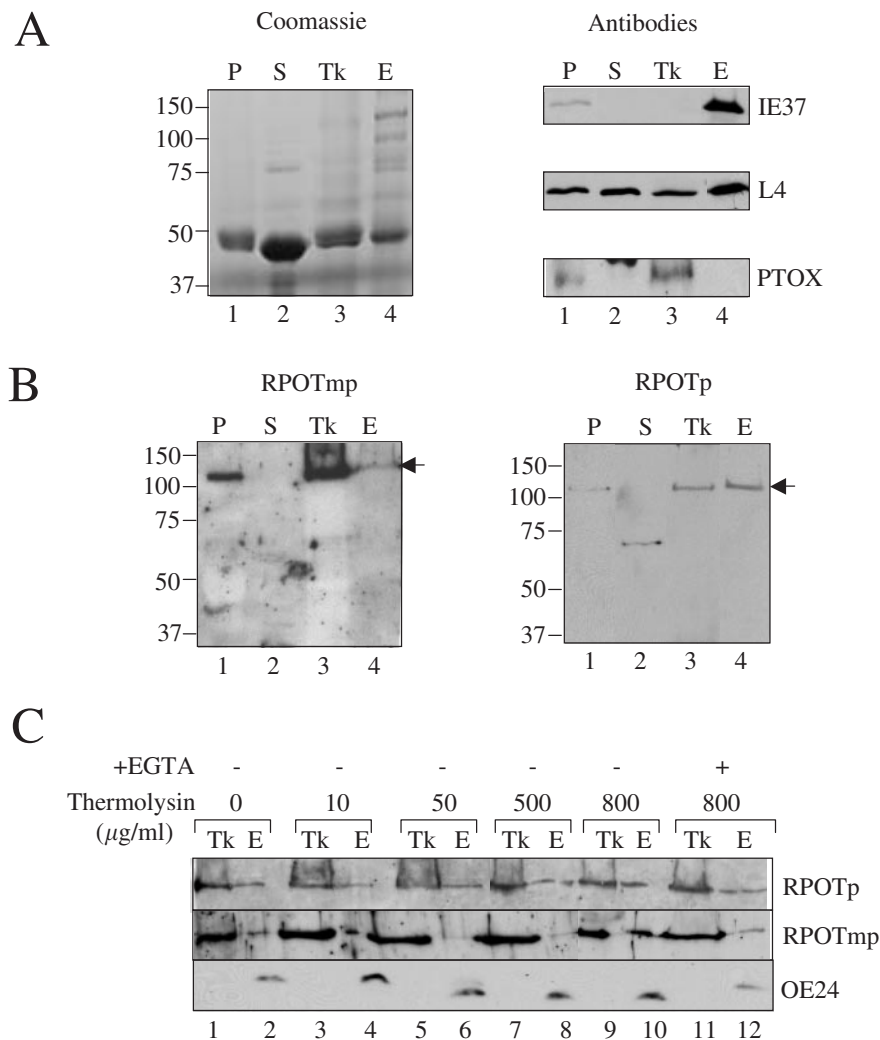 A
Coomassie
Antibodies
P S Tk E
P S Tk E
150
100
75
50
37
IE37
L4
PTOX
1 2 3 4
1 2 3 4
B
RPOTmp
RPOTp
P S Tk E
P S Tk E
150
100
75
50
37
150
100
75
50
37
1 2 3 4
1 2 3 4
C
+EGTA - - - - - +
Thermolysin 0 10 50 500 800 800
(µg/ml)
Tk E Tk E Tk E Tk E Tk E Tk E
RPOTp
RPOTmp
OE24
1 2 3 4 5 6 7 8 9 10 11 12